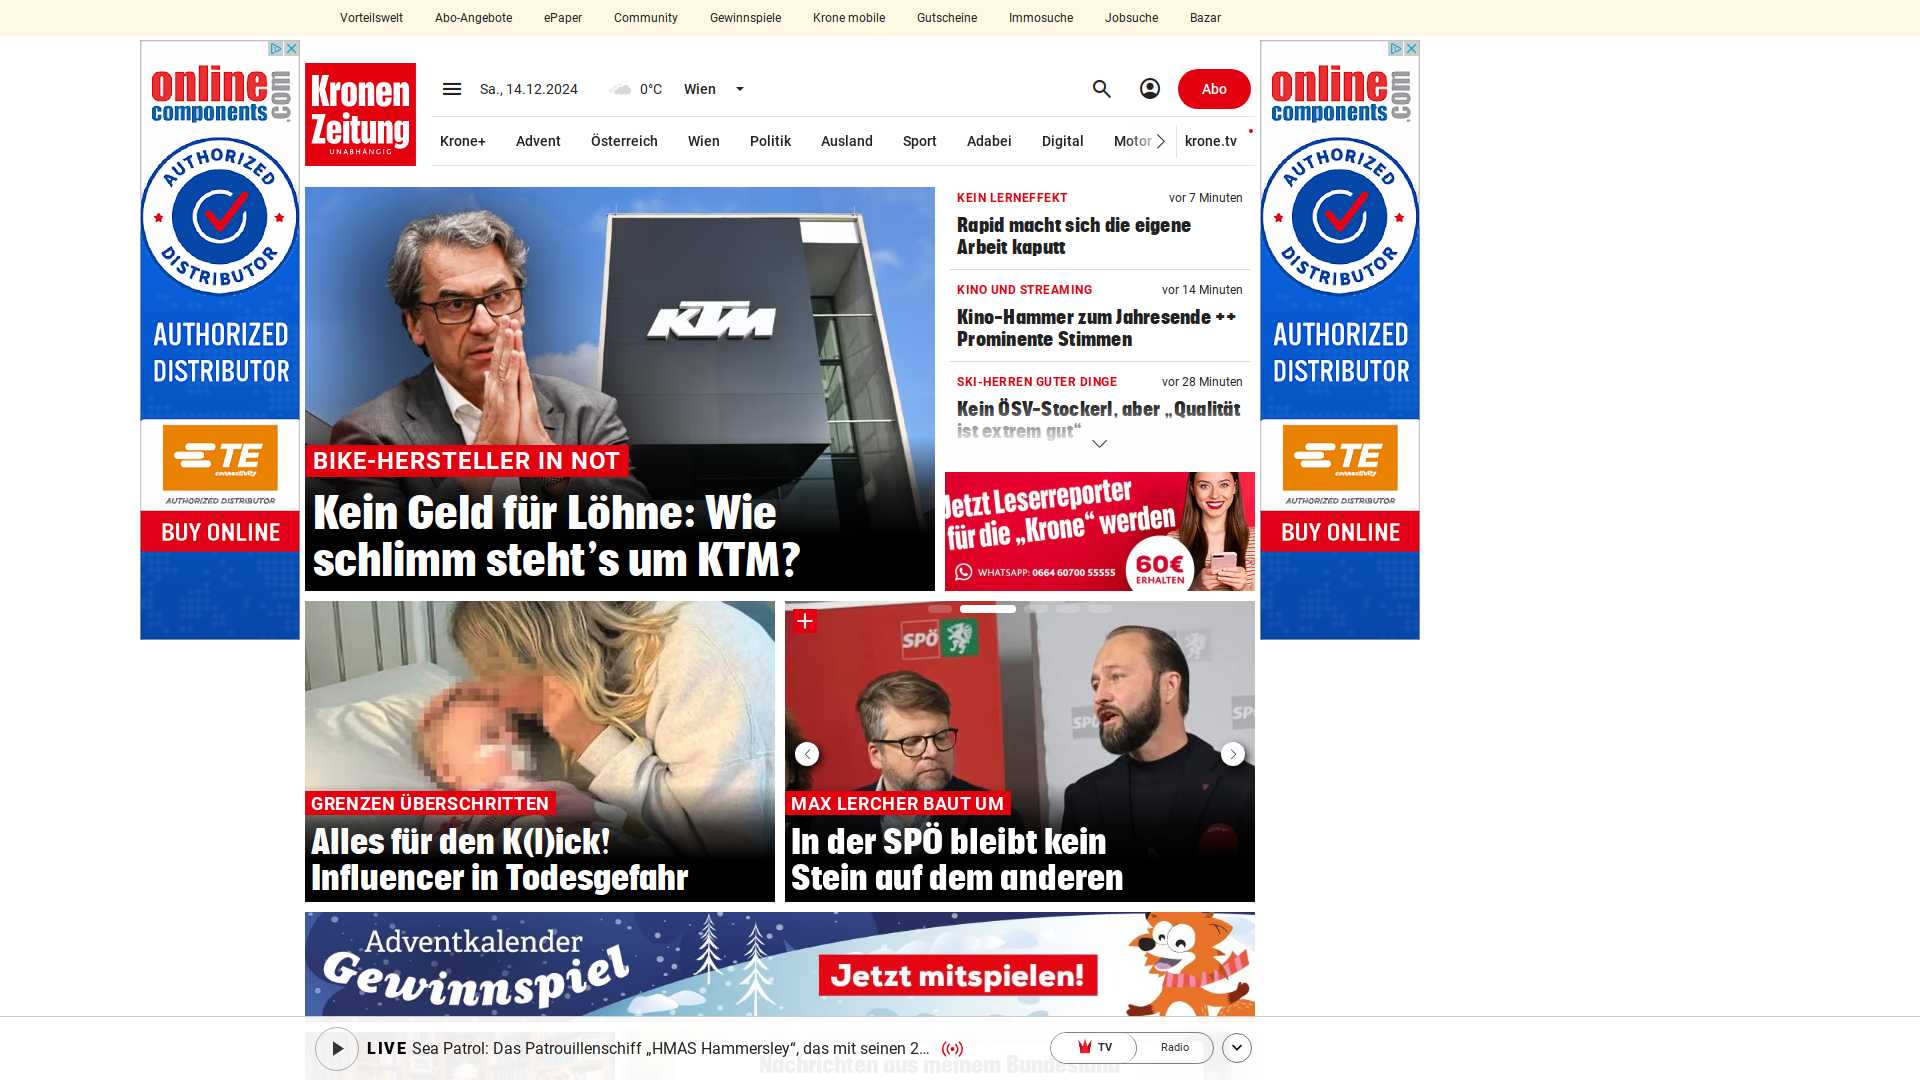 Vorteilswelt Abo-Angebote ePaper Community Gewinnspiele Krone mobile Gutscheine Immosuche Jobsuche Bazar
online
components
.com
AUTHORIZED
DISTRIBUTOR
AUTHORIZED
DISTRIBUTOR
TE
connectivity
AUTHORIZED DISTRIBUTOR
BUY ONLINE
Kronen
Zeitung
UNABHÄNGIG
Sa., 14.12.2024 0°C Wien
Abo
Krone+ Advent Österreich Wien Politik Ausland Sport Adabei Digital Motor krone.tv
KTM
BIKE-HERSTELLER IN NOT
Kein Geld für Löhne: Wie
schlimm steht’s um KTM?
KEIN LERNEFFEKT vor 7 Minuten
Rapid macht sich die eigene
Arbeit kaputt
KINO UND STREAMING vor 14 Minuten
Kino-Hammer zum Jahresende ++
Prominente Stimmen
SKI-HERREN GUTER DINGE vor 28 Minuten
Kein ÖSV-Stockerl, aber „Qualität
ist extrem gut“
Jetzt Leserreporter
für die „Krone“ werden
WHATSAPP: 0664 60700 55555
60€
ERHALTEN
GRENZEN ÜBERSCHRITTEN
Alles für den K(l)ick!
Influencer in Todesgefahr
SPÖ
SPÖ
SPÖ
MAX LERCHER BAUT UM
In der SPÖ bleibt kein
Stein auf dem anderen
Adventkalender
Gewinnspiel
Jetzt mitspielen!
LIVE Sea Patrol: Das Patrouillenschiff „HMAS Hammersley“, das mit seinen 2...
TV Radio
Nachrichten aus meinem Bundesland
online
components
.com
AUTHORIZED
DISTRIBUTOR
AUTHORIZED
DISTRIBUTOR
TE
connectivity
AUTHORIZED DISTRIBUTOR
BUY ONLINE